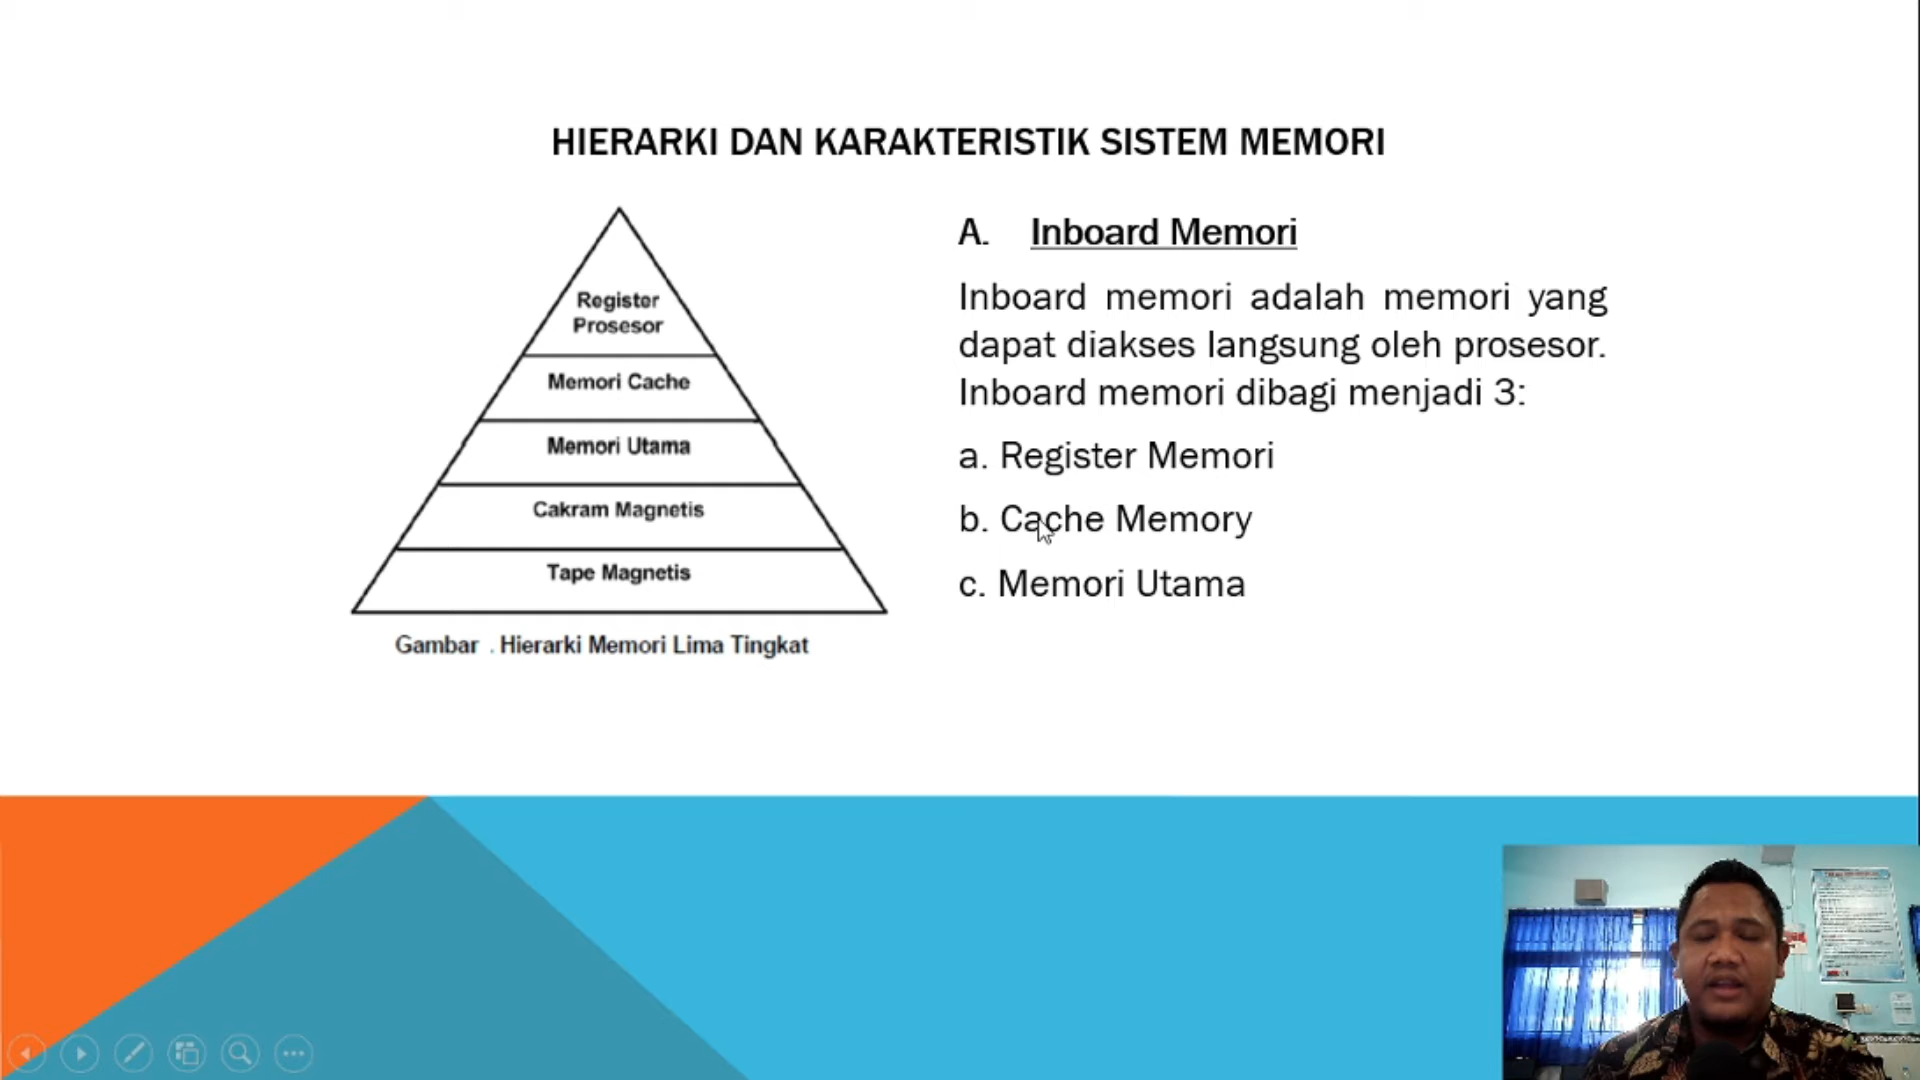 HIERARKI DAN KARAKTERISTIK SISTEM MEMORI
Register
Prosesor
Memori Cache
Memori Utama
Cakram Magnetis
Tape Magnetis
Gambar . Hierarki Memori Lima Tingkat
A. Inboard Memori
Inboard memori adalah memori yang
dapat diakses langsung oleh prosesor.
Inboard memori dibagi menjadi 3:
a. Register Memori
b. Cache Memory
c. Memori Utama